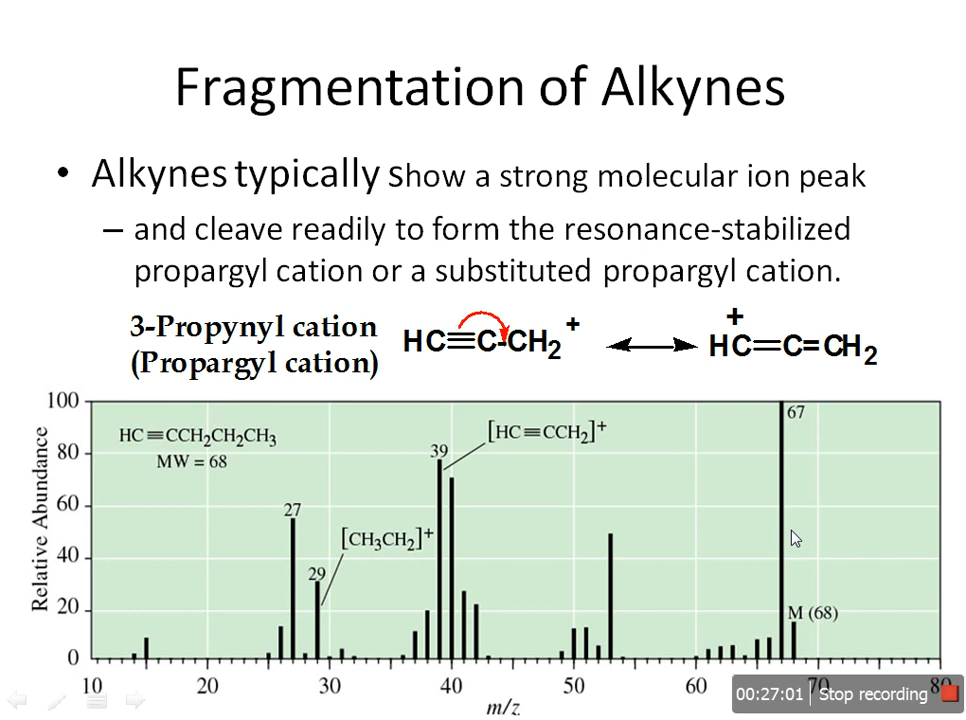 Fragmentation of Alkynes
• Alkynes typically show a strong molecular ion peak
– and cleave readily to form the resonance-stabilized
propargyl cation or a substituted propargyl cation.
3-Propynyl cation
(Propargyl cation)
HC≡C-CH2+
+
HC=C=CH2
100
80
60
40
20
0
Relative Abundance
HC≡CCH2CH2CH3
MW = 68
27
29
[CH3CH2]+
39
[HC≡CCH2]+
67
M (68)
10 20 30 40 50 60 70 80
m/z
00:27:01 | Stop recording